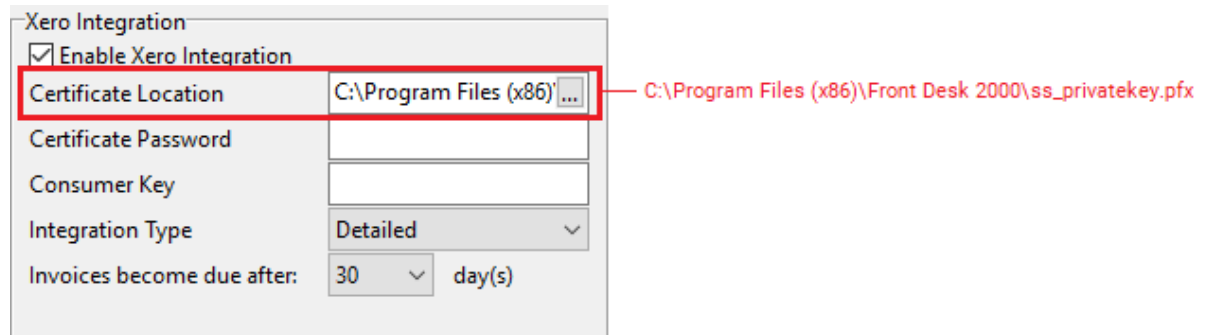 Xero Integration
Enable Xero Integration
Certificate Location C:\Program Files (x86)\ ... C:\Program Files (x86)\Front Desk 2000\ss_privatekey.pfx
Certificate Password
Consumer Key
Integration Type Detailed
Invoices become due after: 30 day(s)